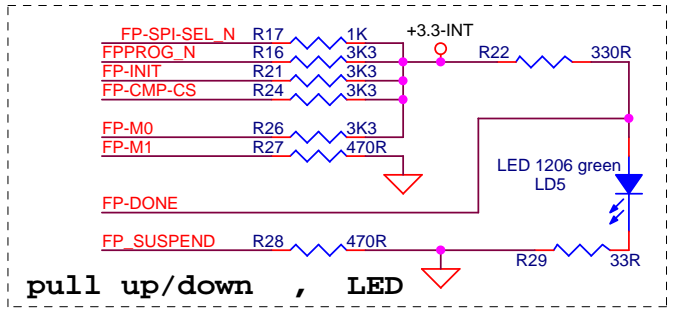 FP-SPI-SEL_N R17 1K +3.3-INT
FPPROG_N R16 3K3 R22 330R
FP-INIT R21 3K3
FP-CMP-CS R24 3K3
FP-M0 R26 3K3
FP-M1 R27 470R
LED 1206 green
LD5
FP-DONE
FP_SUSPEND R28 470R
R29 33R
pull up/down , LED